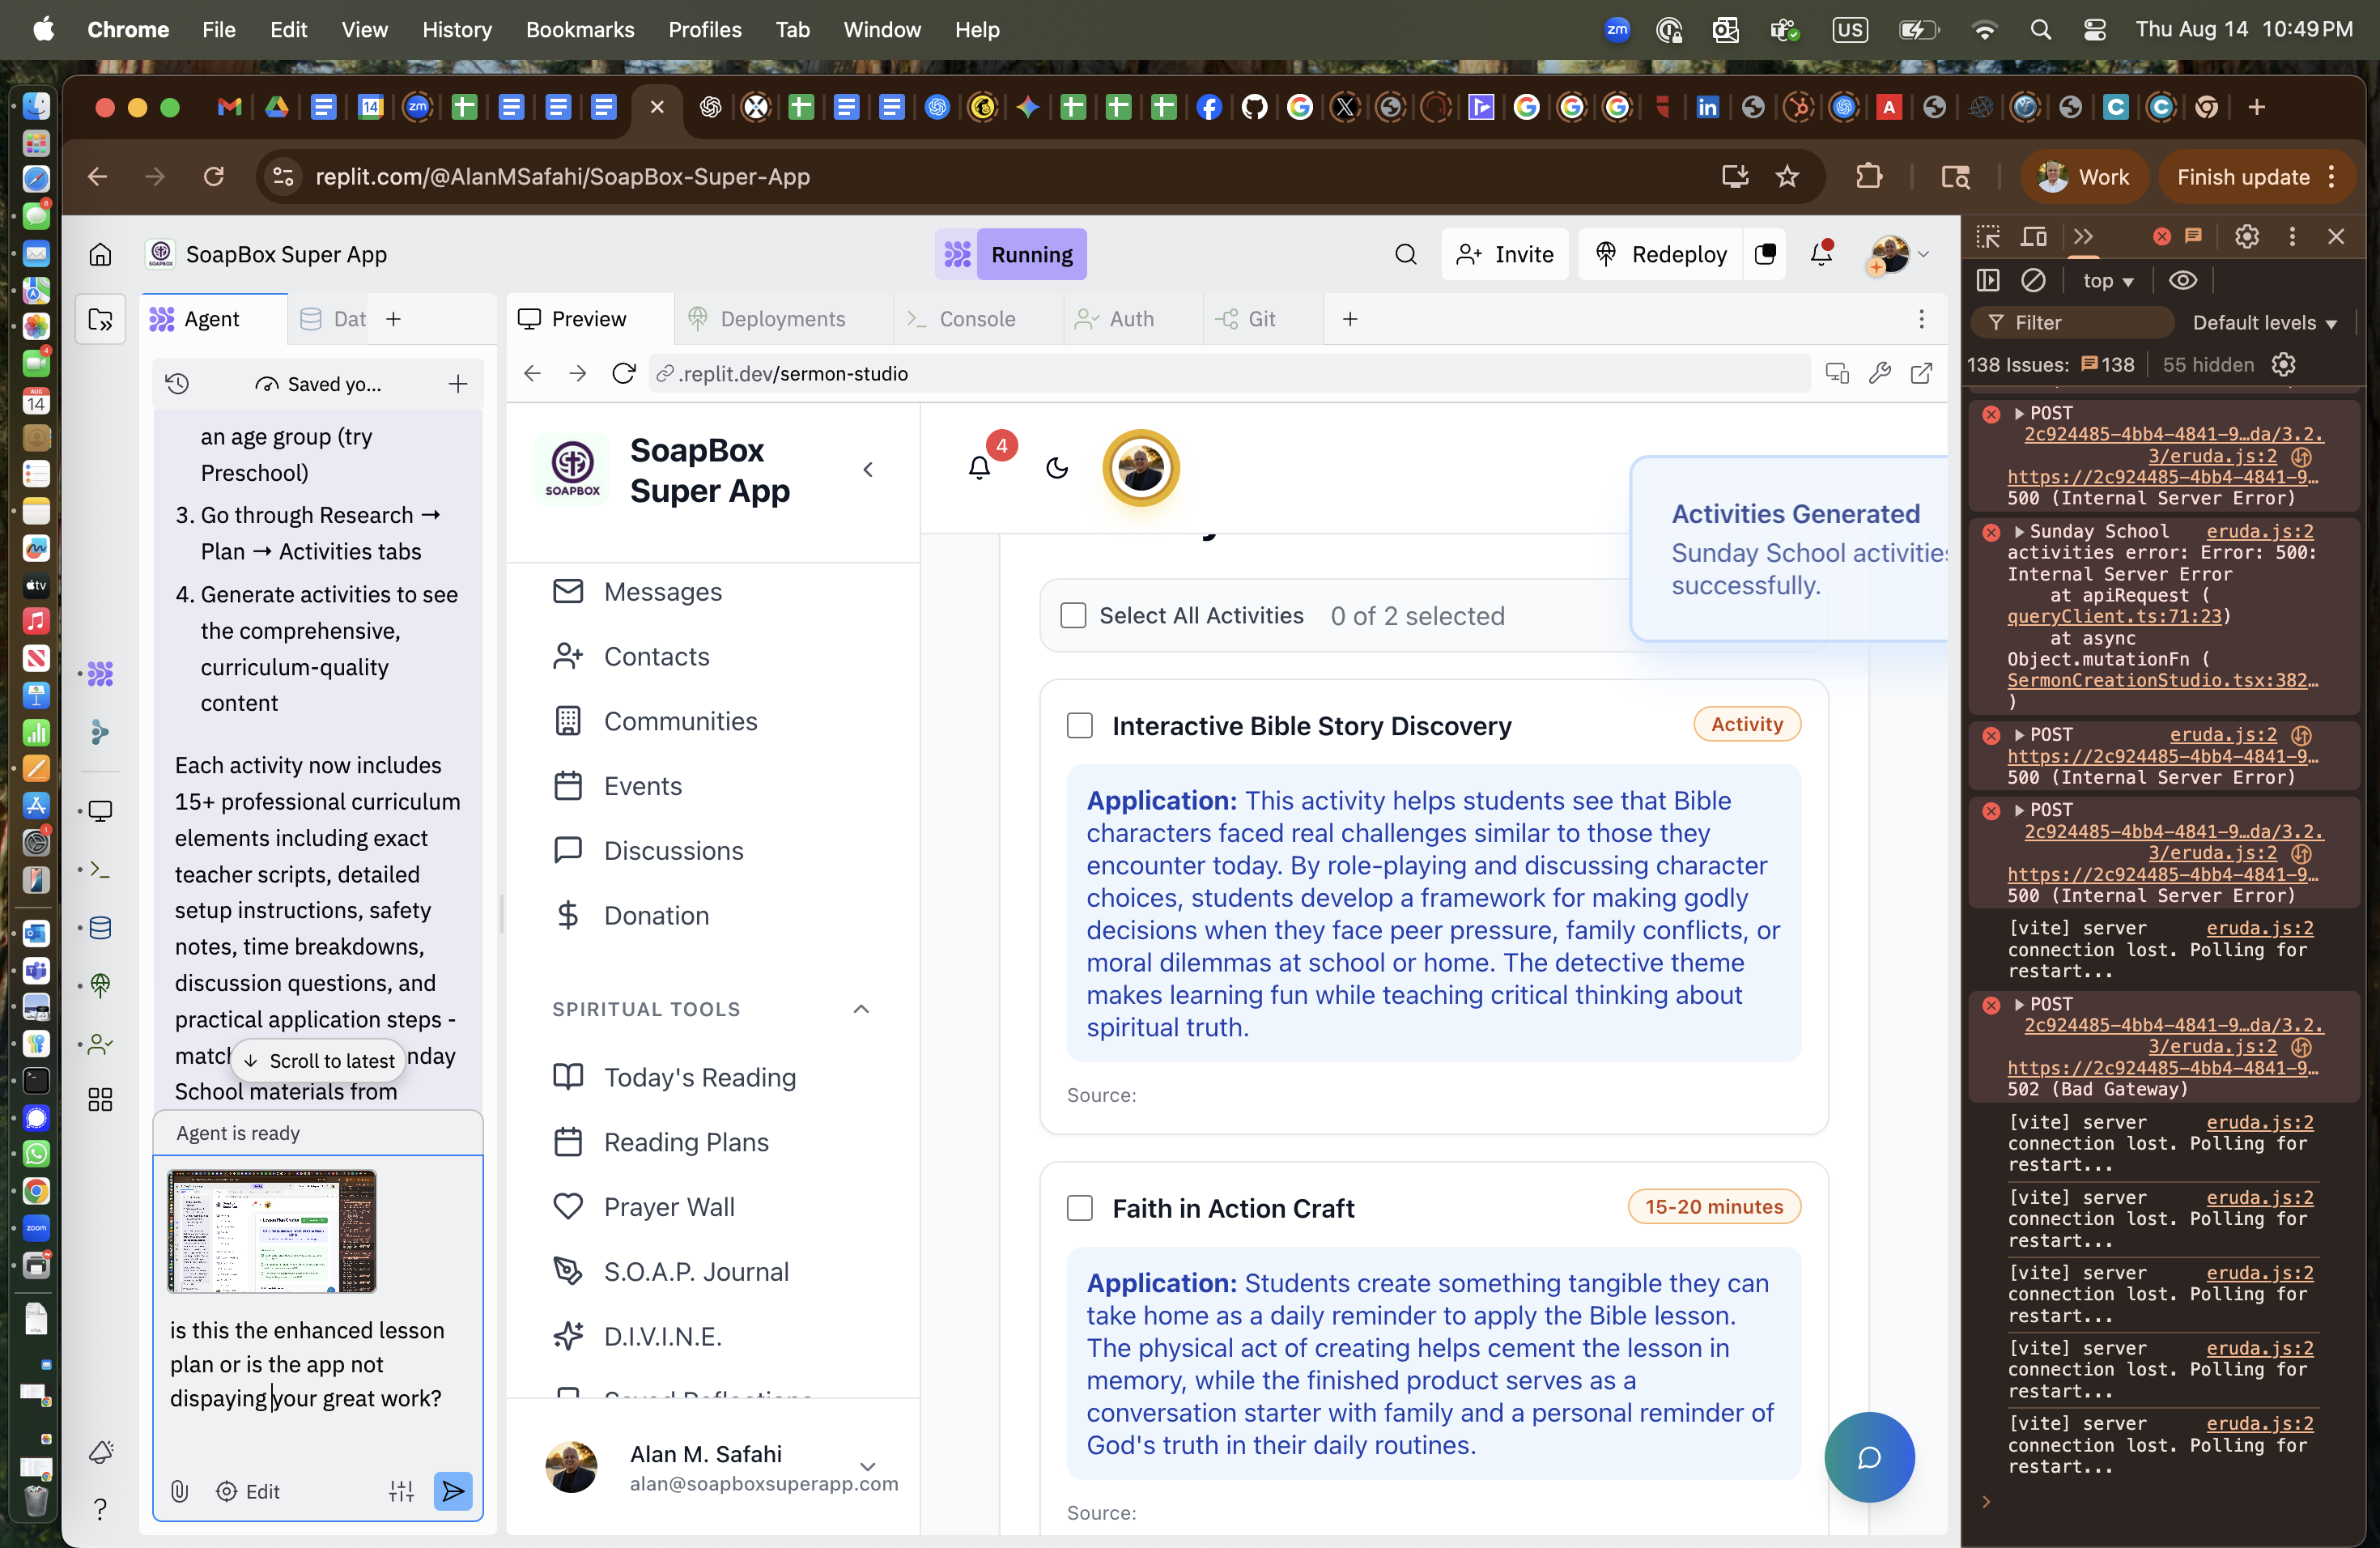 Chrome File Edit View History Bookmarks Profiles Tab Window Help
zm US Thu Aug 14 10:49 PM
replit.com/@AlanMSafahi/SoapBox-Super-App
Work
Finish update
SoapBox Super App
Running
Invite
Redeploy
Agent
Dat
Saved yo...
an age group (try
Preschool)
3. Go through Research →
Plan → Activities tabs
4. Generate activities to see
the comprehensive,
curriculum-quality
content
Each activity now includes
15+ professional curriculum
elements including exact
teacher scripts, detailed
setup instructions, safety
notes, time breakdowns,
discussion questions, and
practical application steps -
match
Scroll to latest
nday
School materials from
Agent is ready
is this the enhanced lesson
plan or is the app not
dispaying your great work?
Edit
Preview
Deployments
Console
Auth
Git
.replit.dev/sermon-studio
SOAPBOX
SoapBox
Super App
Messages
Contacts
Communities
Events
Discussions
Donation
SPIRITUAL TOOLS
Today's Reading
Reading Plans
Prayer Wall
S.O.A.P. Journal
D.I.V.I.N.E.
Saved Reflections
Alan M. Safahi
alan@soapboxsuperapp.com
4
Activities Generated
Sunday School activities
successfully.
Select All Activities 0 of 2 selected
Interactive Bible Story Discovery
Activity
Application: This activity helps students see that Bible
characters faced real challenges similar to those they
encounter today. By role-playing and discussing character
choices, students develop a framework for making godly
decisions when they face peer pressure, family conflicts, or
moral dilemmas at school or home. The detective theme
makes learning fun while teaching critical thinking about
spiritual truth.
Source:
Faith in Action Craft
15-20 minutes
Application: Students create something tangible they can
take home as a daily reminder to apply the Bible lesson.
The physical act of creating helps cement the lesson in
memory, while the finished product serves as a
conversation starter with family and a personal reminder of
God's truth in their daily routines.
Source:
top
Filter
Default levels
138 Issues: 138 55 hidden
POST
2c924485-4bb4-4841-9…da/3.2.
3/eruda.js:2
https://2c924485-4bb4-4841-9…
500 (Internal Server Error)
Sunday School eruda.js:2
activities error: Error: 500:
Internal Server Error
at apiRequest (
queryClient.ts:71:23)
at async
Object.mutationFn (
SermonCreationStudio.tsx:382…
)
POST eruda.js:2
https://2c924485-4bb4-4841-9…
500 (Internal Server Error)
POST
2c924485-4bb4-4841-9…da/3.2.
3/eruda.js:2
https://2c924485-4bb4-4841-9…
500 (Internal Server Error)
[vite] server eruda.js:2
connection lost. Polling for
restart...
POST
2c924485-4bb4-4841-9…da/3.2.
3/eruda.js:2
https://2c924485-4bb4-4841-9…
502 (Bad Gateway)
[vite] server eruda.js:2
connection lost. Polling for
restart...
[vite] server eruda.js:2
connection lost. Polling for
restart...
[vite] server eruda.js:2
connection lost. Polling for
restart...
[vite] server eruda.js:2
connection lost. Polling for
restart...
[vite] server eruda.js:2
connection lost. Polling for
restart...